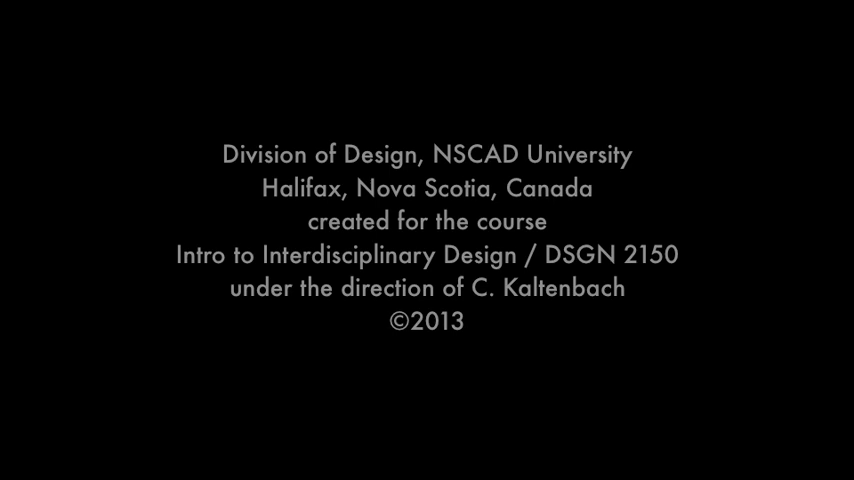 Division of Design, NSCAD University
Halifax, Nova Scotia, Canada
created for the course
Intro to Interdisciplinary Design / DSGN 2150
under the direction of C. Kaltenbach
©2013